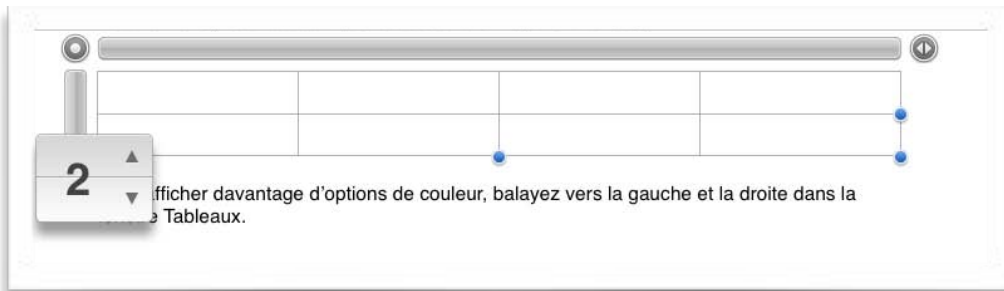 2
afficher davantage d’options de couleur, balayez vers la gauche et la droite dans la
Tableaux.